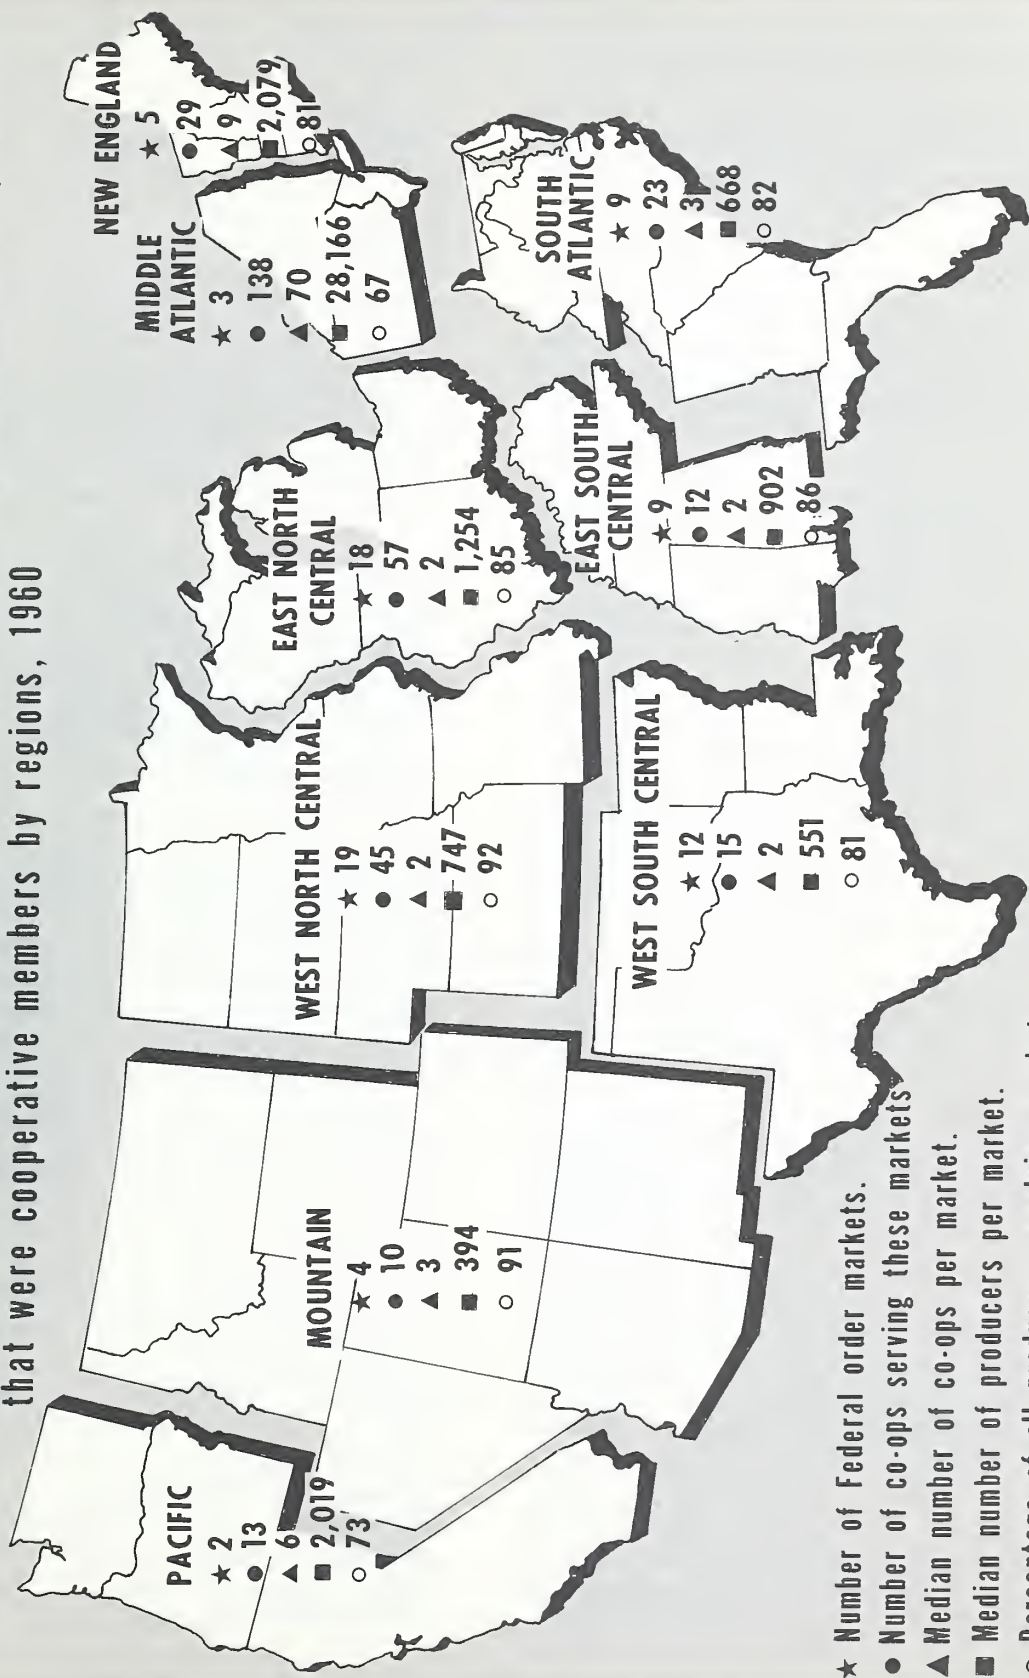 that were cooperative members by regions, 1960
PACIFIC
★ 2
● 13
▲ 6
■ 2,019
○ 73
MOUNTAIN
★ 4
● 10
▲ 3
■ 394
○ 91
WEST NORTH CENTRAL
★ 19
● 45
▲ 2
■ 747
○ 92
WEST SOUTH CENTRAL
★ 12
● 15
▲ 2
■ 551
○ 81
EAST NORTH
CENTRAL
★ 18
● 57
▲ 2
■ 1,254
○ 85
EAST SOUTH
CENTRAL
★ 9
● 12
▲ 2
■ 902
○ 86
MIDDLE
ATLANTIC
★ 3
● 138
▲ 70
■ 28,166
○ 67
NEW ENGLAND
★ 5
● 29
▲ 9
■ 2,079
○ 81
SOUTH
ATLANTIC
★ 9
● 23
▲ 3
■ 668
○ 82
★ Number of Federal order markets.
● Number of co-ops serving these markets
▲ Median number of co-ops per market.
■ Median number of producers per market.
○ Percentage of all